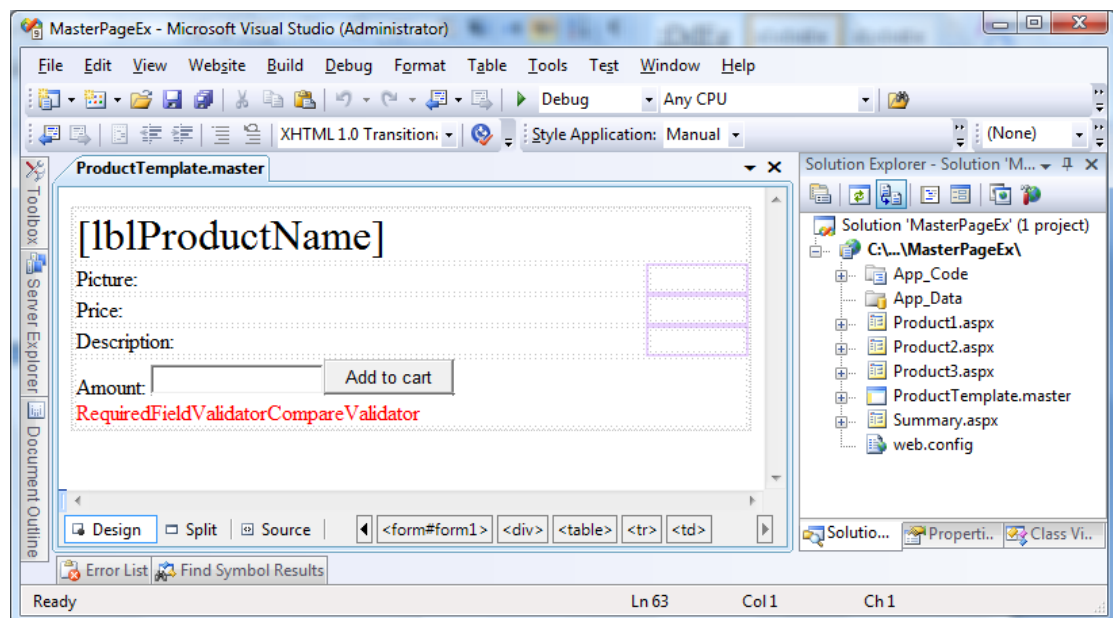 MasterPageEx - Microsoft Visual Studio (Administrator)
File Edit View Website Build Debug Format Table Tools Test Window Help
Debug Any CPU
XHTML 1.0 Transition: Style Application: Manual (None)
Toolbox
Server Explorer
Document Outline
ProductTemplate.master
[lblProductName]
Picture:
Price:
Description:
Amount: Add to cart
RequiredFieldValidatorCompareValidator
Design Split Source <form#form1> <div> <table> <tr> <td>
Solution Explorer - Solution 'M...
Solution 'MasterPageEx' (1 project)
C:\...\MasterPageEx\
App_Code
App_Data
Product1.aspx
Product2.aspx
Product3.aspx
ProductTemplate.master
Summary.aspx
web.config
Solutio... Properti.. Class Vi..
Error List Find Symbol Results
Ready Ln 63 Col 1 Ch 1